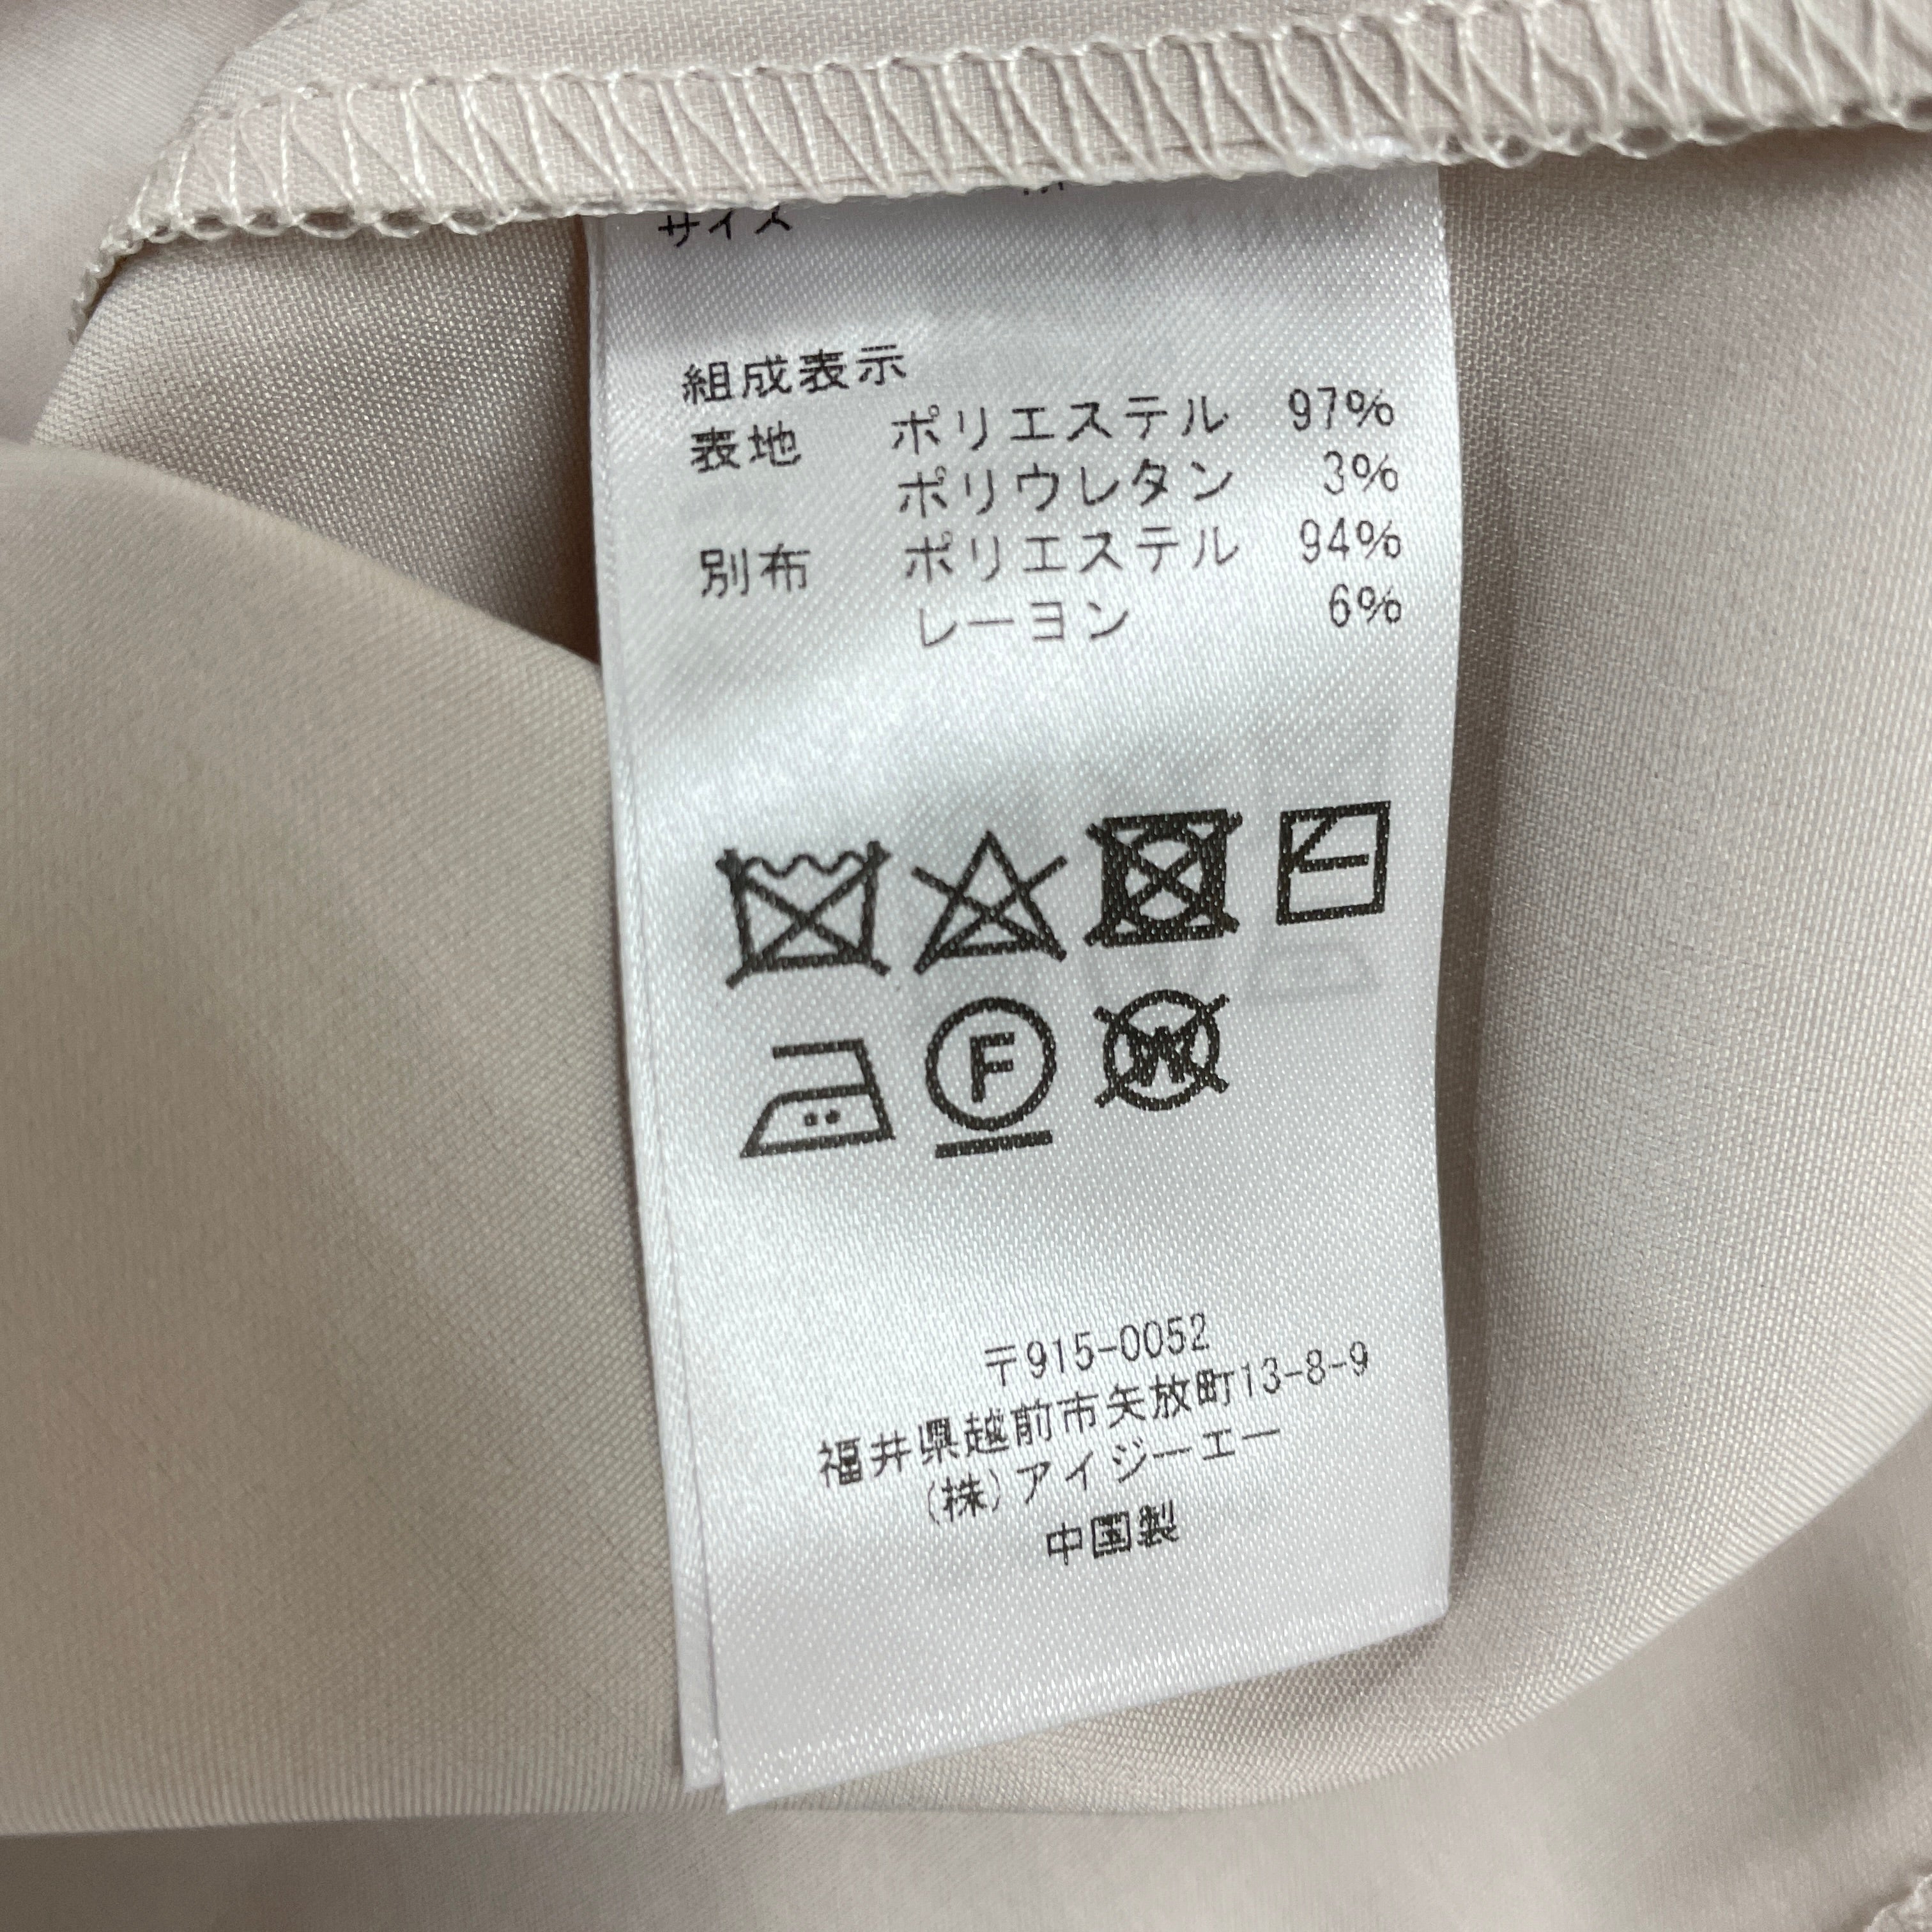 サイズ
組成表示
表地 ポリエステル 97%
ポリウレタン 3%
別布 ポリエステル 94%
レーヨン 6%
F
W
〒915-0052
福井県越前市矢放町13-8-9
(株)アイジーエー
中国製